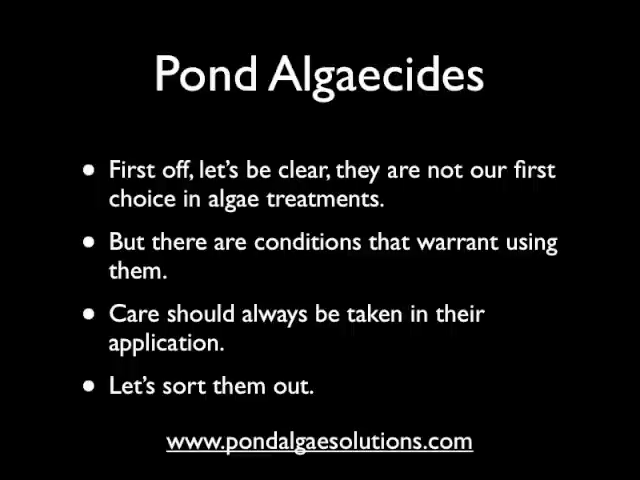 Pond Algaecides
• First off, let's be clear, they are not our first
choice in algae treatments.
• But there are conditions that warrant using
them.
• Care should always be taken in their
application.
• Let's sort them out.
www.pondalgaesolutions.com